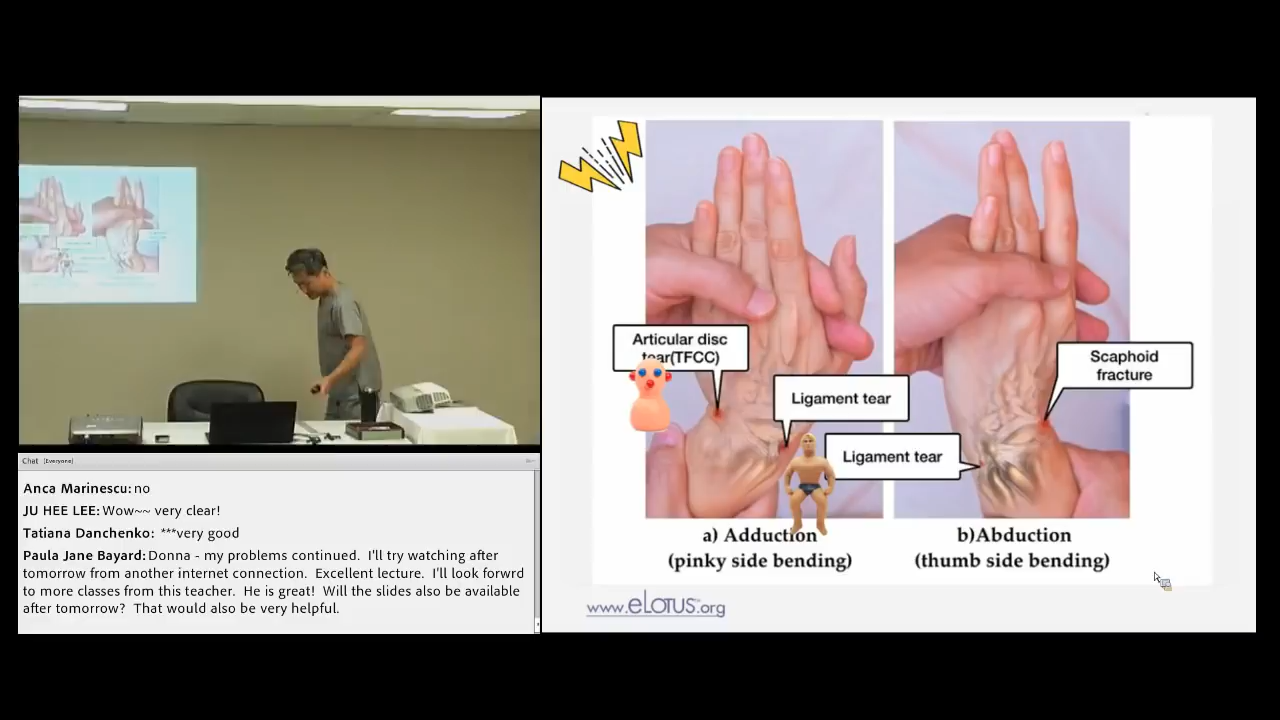 Articular disc
tear(TFCC)
Ligament tear
Ligament tear
Scaphoid
fracture
a) Adduction
(pinky side bending)
b)Abduction
(thumb side bending)
www.eLotus.org
Chat (Everyone)
Anca Marinescu: no
JU HEE LEE: Wow~~ very clear!
Tatiana Danchenko: ***very good
Paula Jane Bayard: Donna - my problems continued. I'll try watching after
tomorrow from another internet connection. Excellent lecture. I'll look forwrd
to more classes from this teacher. He is great! Will the slides also be available
after tomorrow? That would also be very helpful.